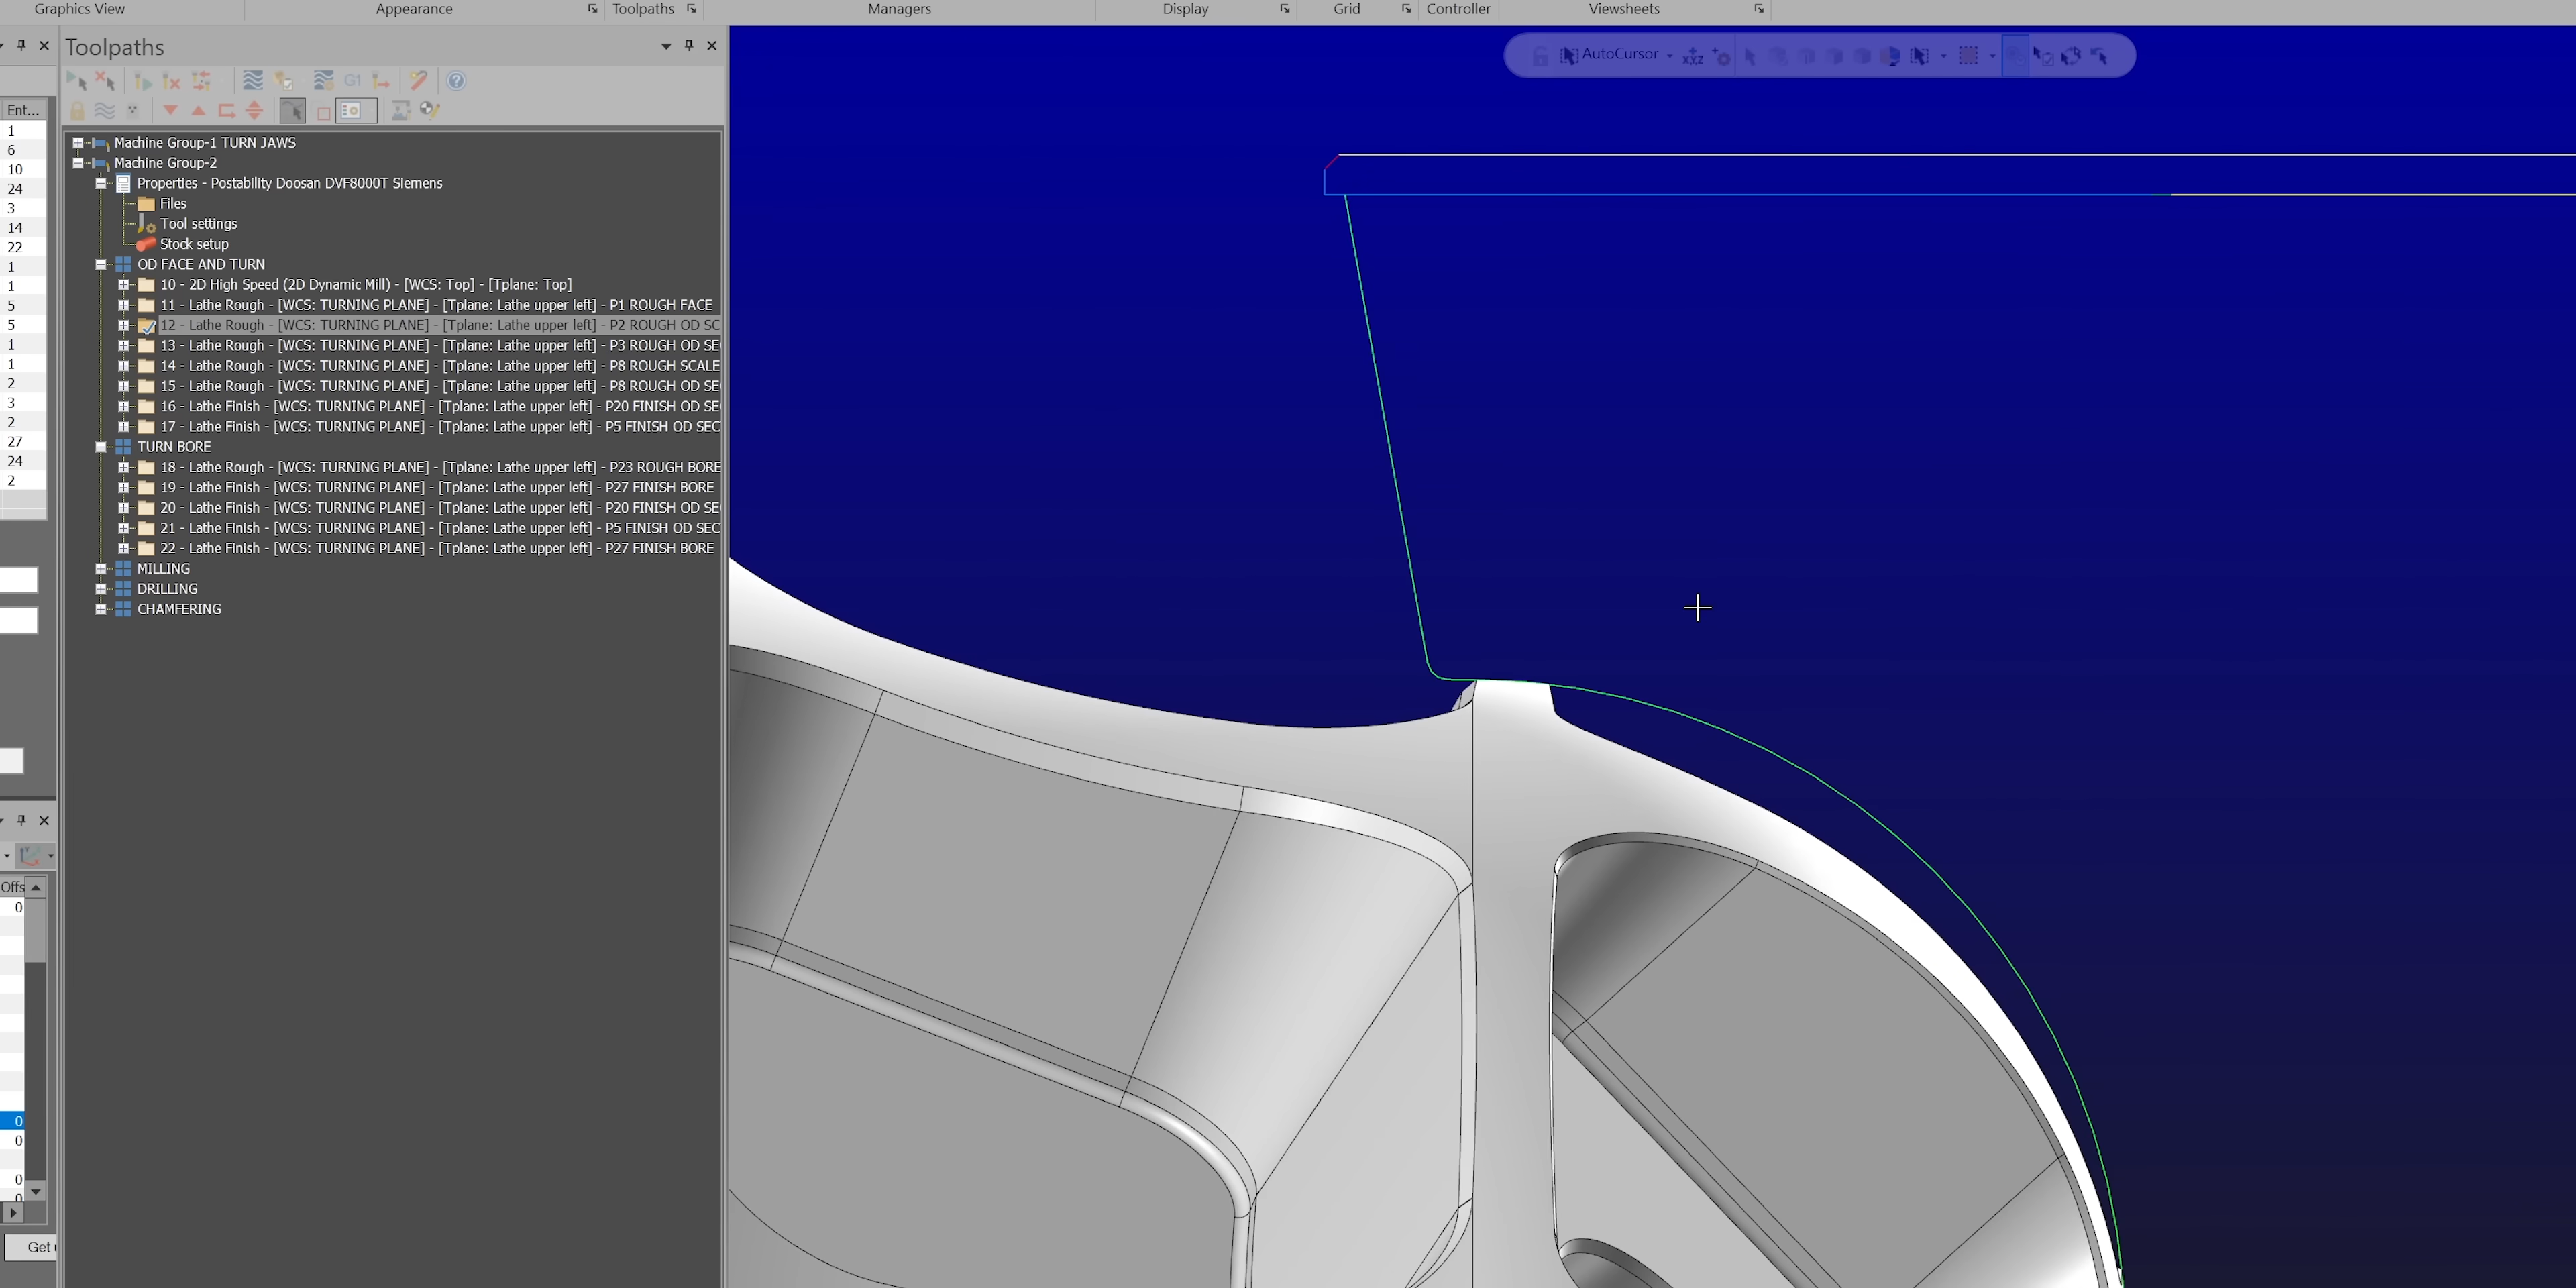 Graphics View Appearance Toolpaths Managers Display Grid Controller Viewsheets
Toolpaths
AutoCursor
G1
Ent...
1
6
10
24
3
14
22
1
1
5
5
1
1
2
3
2
27
24
2
Machine Group-1 TURN JAWS
Machine Group-2
Properties - Postability Doosan DVF8000T Siemens
Files
Tool settings
Stock setup
OD FACE AND TURN
10 - 2D High Speed (2D Dynamic Mill) - [WCS: Top] - [Tplane: Top]
11 - Lathe Rough - [WCS: TURNING PLANE] - [Tplane: Lathe upper left] - P1 ROUGH FACE
12 - Lathe Rough - [WCS: TURNING PLANE] - [Tplane: Lathe upper left] - P2 ROUGH OD SC
13 - Lathe Rough - [WCS: TURNING PLANE] - [Tplane: Lathe upper left] - P3 ROUGH OD SE
14 - Lathe Rough - [WCS: TURNING PLANE] - [Tplane: Lathe upper left] - P8 ROUGH SCALE
15 - Lathe Rough - [WCS: TURNING PLANE] - [Tplane: Lathe upper left] - P8 ROUGH OD SE
16 - Lathe Finish - [WCS: TURNING PLANE] - [Tplane: Lathe upper left] - P20 FINISH OD SE
17 - Lathe Finish - [WCS: TURNING PLANE] - [Tplane: Lathe upper left] - P5 FINISH OD SEC
TURN BORE
18 - Lathe Rough - [WCS: TURNING PLANE] - [Tplane: Lathe upper left] - P23 ROUGH BORE
19 - Lathe Finish - [WCS: TURNING PLANE] - [Tplane: Lathe upper left] - P27 FINISH BORE
20 - Lathe Finish - [WCS: TURNING PLANE] - [Tplane: Lathe upper left] - P20 FINISH OD SE
21 - Lathe Finish - [WCS: TURNING PLANE] - [Tplane: Lathe upper left] - P5 FINISH OD SEC
22 - Lathe Finish - [WCS: TURNING PLANE] - [Tplane: Lathe upper left] - P27 FINISH BORE
MILLING
DRILLING
CHAMFERING
Offs
0
0
0
0
0
Get